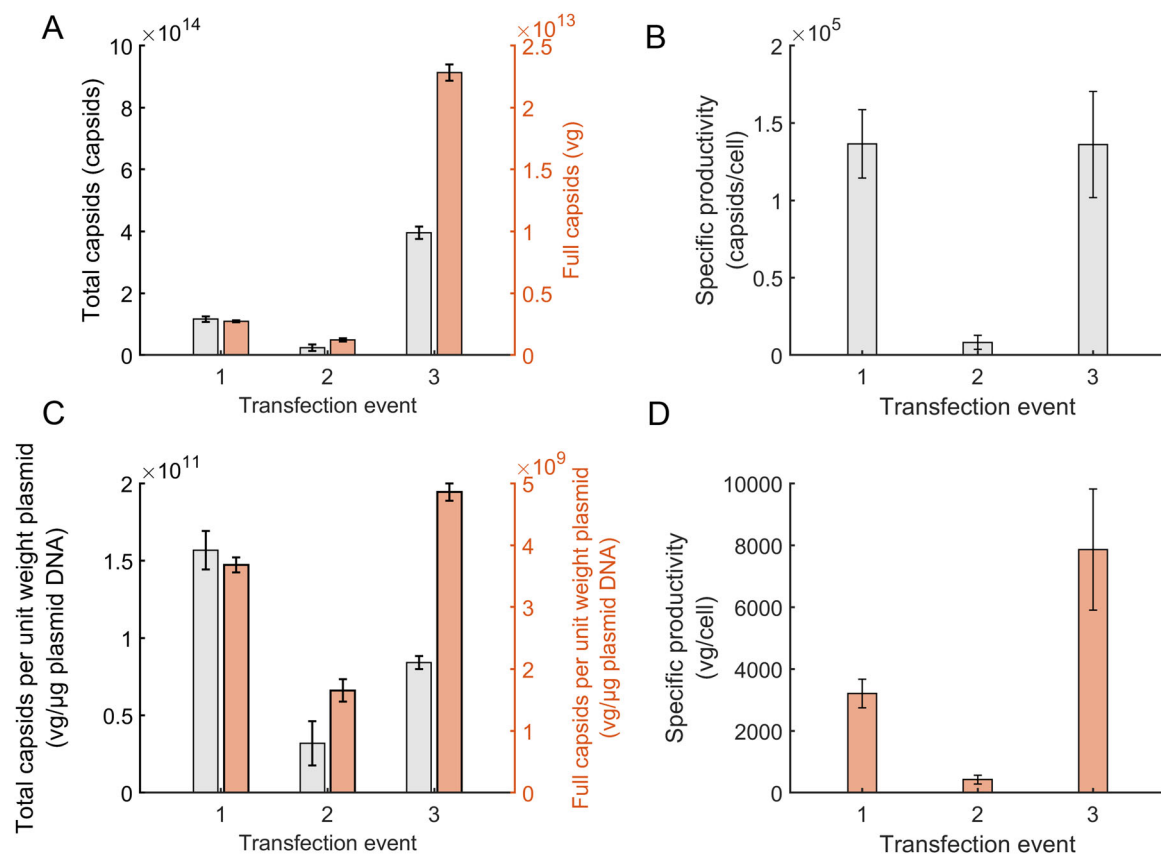 A
×10^14
×10^13
10
8
6
4
2
0
2.5
2
1.5
1
0.5
0
Total capsids (capsids)
Full capsids (vg)
1 2 3
Transfection event
B
×10^5
2
1.5
1
0.5
0
Specific productivity
(capsids/cell)
1 2 3
Transfection event
C
×10^11
×10^9
2
1.5
1
0.5
0
5
4
3
2
1
0
Total capsids per unit weight plasmid
(vg/µg plasmid DNA)
Full capsids per unit weight plasmid
(vg/µg plasmid DNA)
1 2 3
Transfection event
D
10000
8000
6000
4000
2000
0
Specific productivity
(vg/cell)
1 2 3
Transfection event